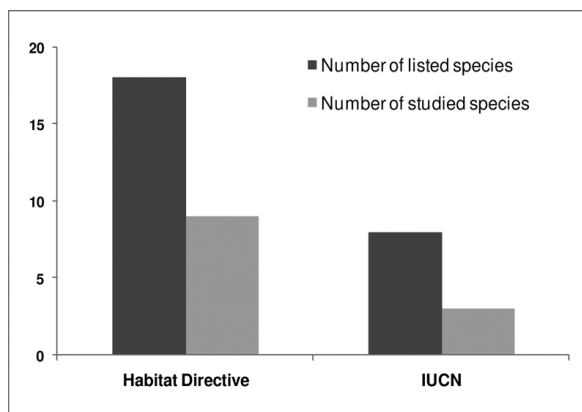 20
15
10
5
0
Number of listed species
Number of studied species
Habitat Directive
IUCN